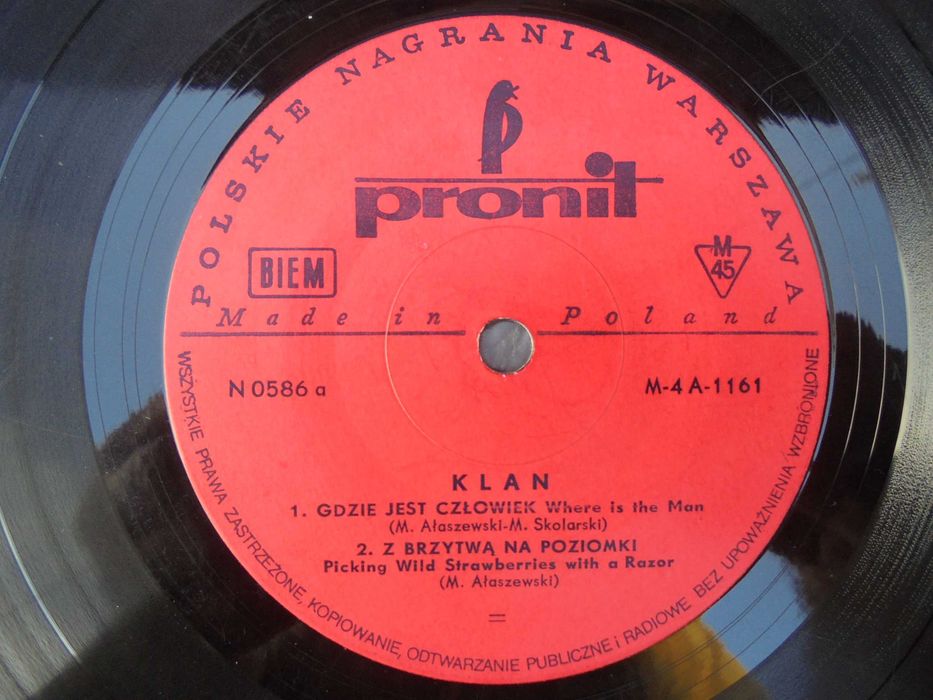 POLSKIE NAGRANIA WARSZAWA
pronit
BIEM
M
45
Made in Poland
N 0586 a
M-4 A-1161
KLAN
1. GDZIE JEST CZŁOWIEK Where is the Man
(M. Ałaszewski-M. Skolarski)
2. Z BRZYTWĄ NA POZIOMKI
Picking Wild Strawberries with a Razor
(M. Ałaszewski)
=
WSZYSTKIE PRAWA ZASTRZEŻONE, KOPIOWANIE, ODTWARZANIE PUBLICZNE i RADIOWE BEZ UPOWAŻNIENIA WZBRONIONE